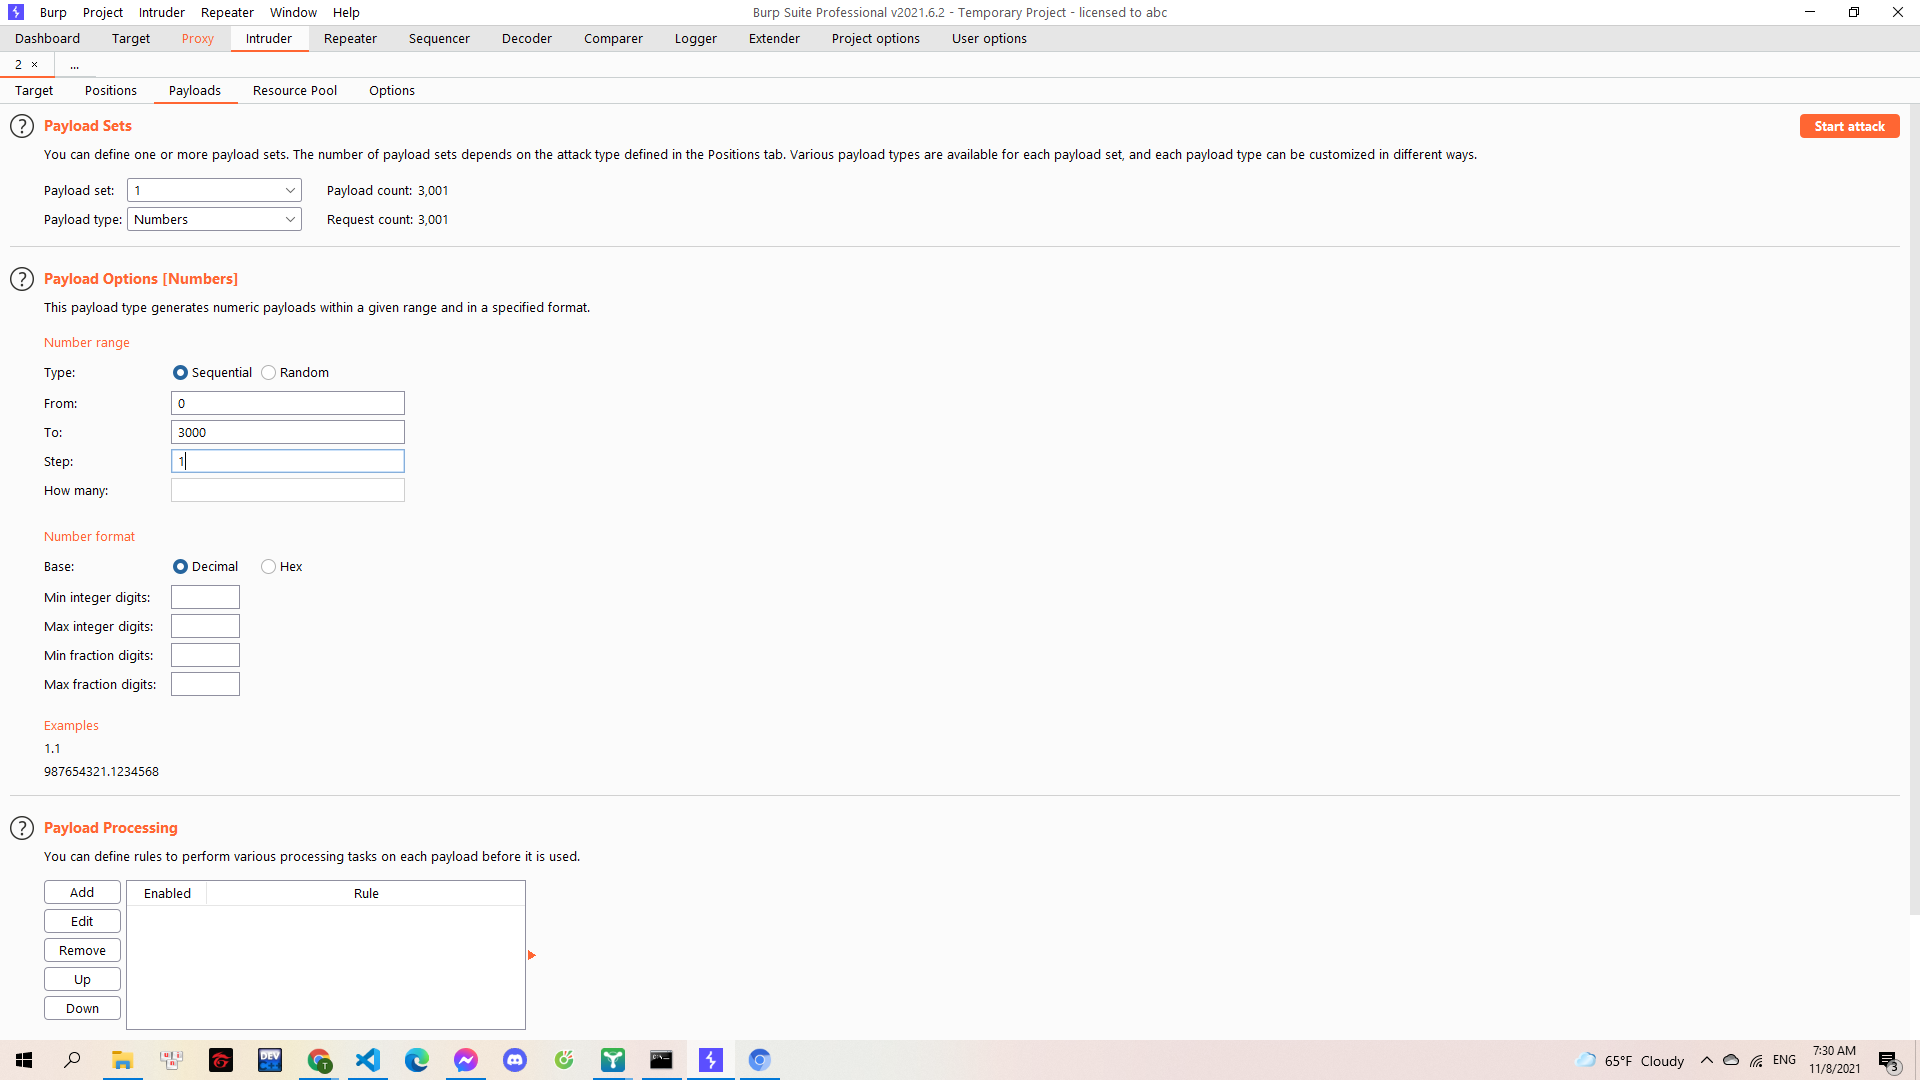 Burp Project Intruder Repeater Window Help
Burp Suite Professional v2021.6.2 - Temporary Project - licensed to abc
Dashboard Target Proxy Intruder Repeater Sequencer Decoder Comparer Logger Extender Project options User options
2 × ...
Target Positions Payloads Resource Pool Options
? Payload Sets
Start attack
You can define one or more payload sets. The number of payload sets depends on the attack type defined in the Positions tab. Various payload types are available for each payload set, and each payload type can be customized in different ways.
Payload set: 1 Payload count: 3,001
Payload type: Numbers Request count: 3,001
? Payload Options [Numbers]
This payload type generates numeric payloads within a given range and in a specified format.
Number range
Type: Sequential Random
From: 0
To: 3000
Step: 1
How many:
Number format
Base: Decimal Hex
Min integer digits:
Max integer digits:
Min fraction digits:
Max fraction digits:
Examples
1.1
987654321.1234568
? Payload Processing
You can define rules to perform various processing tasks on each payload before it is used.
Add
Enabled Rule
Edit
Remove
Up
Down
DEV
T
65°F Cloudy
ENG
7:30 AM
11/8/2021
3